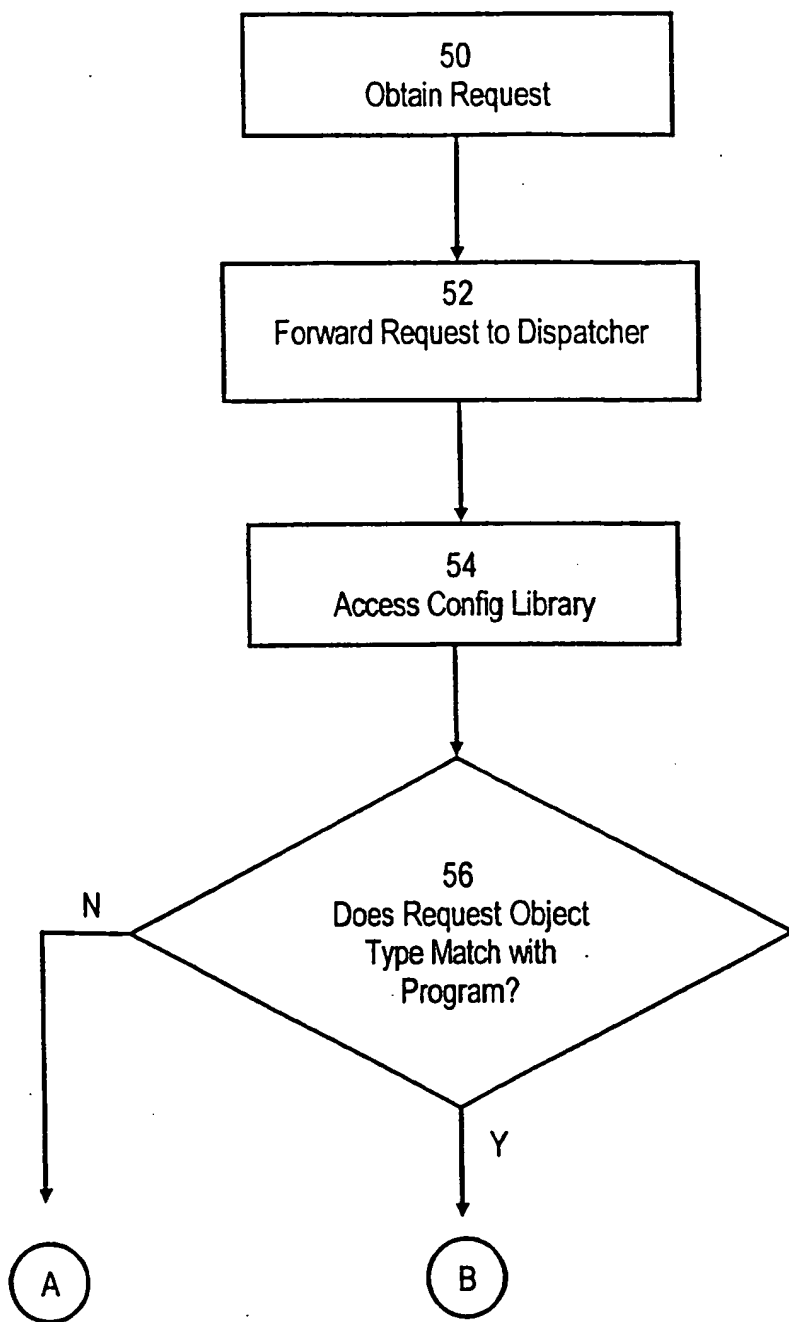 50
Obtain Request
52
Forward Request to Dispatcher
54
Access Config Library
56
Does Request Object
Type Match with
Program?
N
Y
A
B